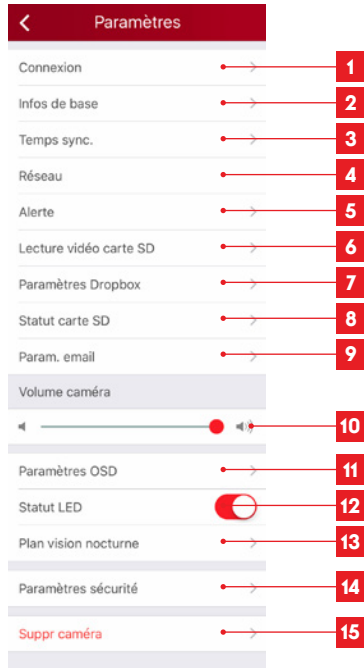 Paramètres
Connexion 1
Infos de base 2
Temps sync. 3
Réseau 4
Alerte 5
Lecture vidéo carte SD 6
Paramètres Dropbox 7
Statut carte SD 8
Param. email 9
Volume caméra
10
Paramètres OSD 11
Statut LED 12
Plan vision nocturne 13
Paramètres sécurité 14
Suppr caméra 15